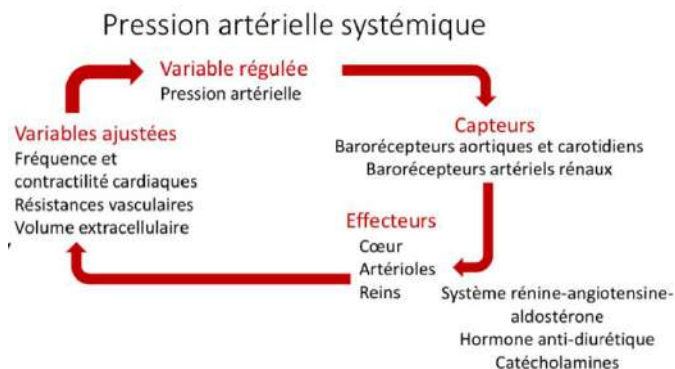 Pression artérielle systémique
Variable régulée
Pression artérielle
Capteurs
Barorécepteurs aortiques et carotidiens
Barorécepteurs artériels rénaux
Variables ajustées
Fréquence et
contractilité cardiaques
Résistances vasculaires
Volume extracellulaire
Effecteurs
Cœur
Artérioles
Reins
Système rénine-angiotensine-
aldostérone
Hormone anti-diurétique
Catécholamines